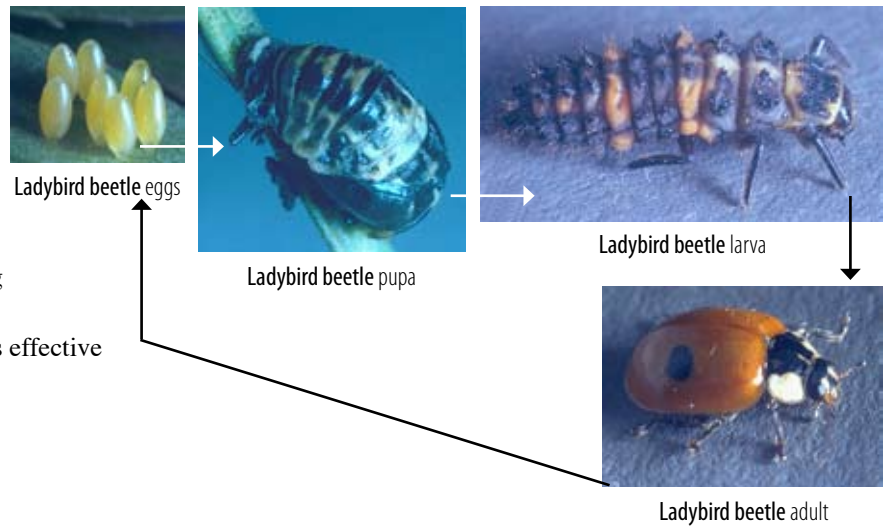 Ladybird beetle eggs
Ladybird beetle pupa
Ladybird beetle larva
s effective
Ladybird beetle adult